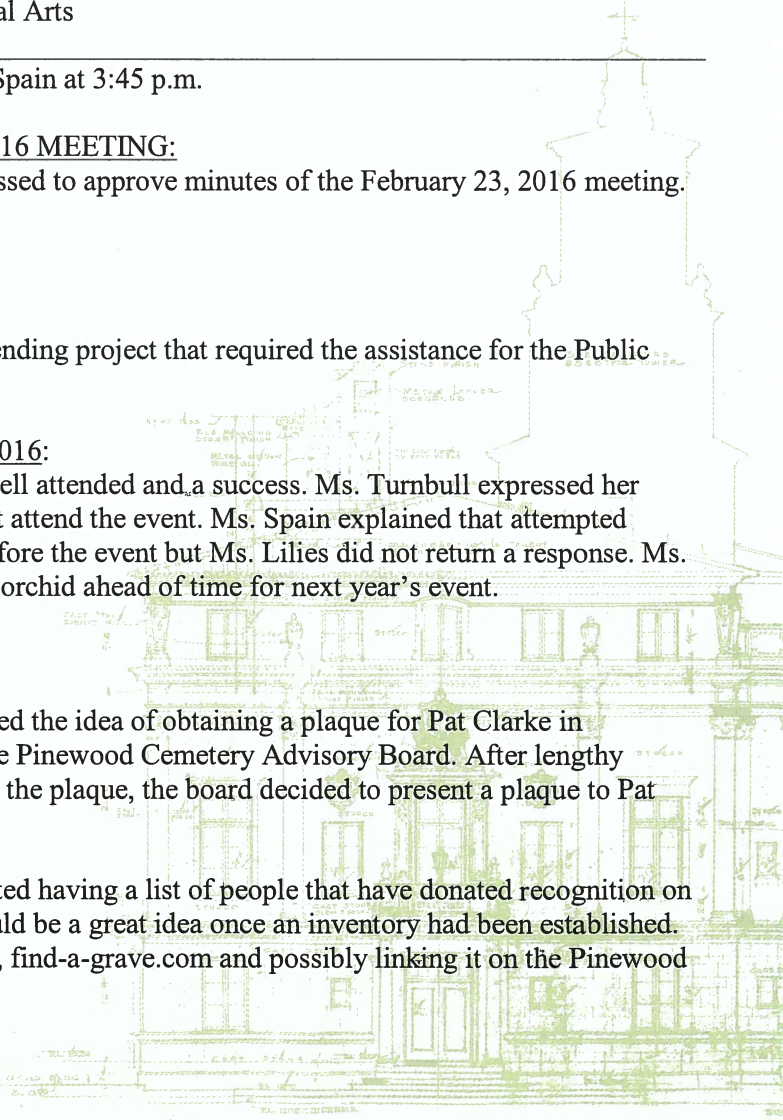 al Arts
Spain at 3:45 p.m.
16 MEETING:
ssed to approve minutes of the February 23, 2016 meeting.
ending project that required the assistance for the Public
016:
ell attended and a success. Ms. Turnbull expressed her
t attend the event. Ms. Spain explained that attempted
fore the event but Ms. Lilies did not return a response. Ms.
orchid ahead of time for next year's event.
ed the idea of obtaining a plaque for Pat Clarke in
e Pinewood Cemetery Advisory Board. After lengthy
the plaque, the board decided to present a plaque to Pat
ted having a list of people that have donated recognition on
uld be a great idea once an inventory had been established.
, find-a-grave.com and possibly linking it on the Pinewood